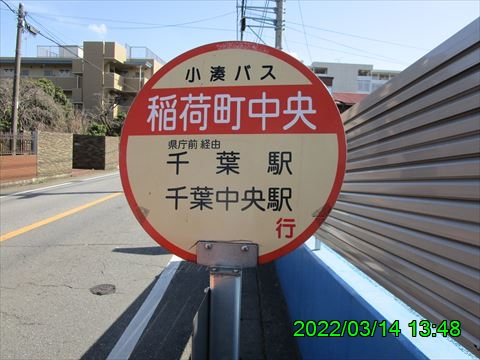 小湊バス
稲荷町中央
県庁前 経由
千葉駅
千葉中央駅
行
2022/03/14 13:48